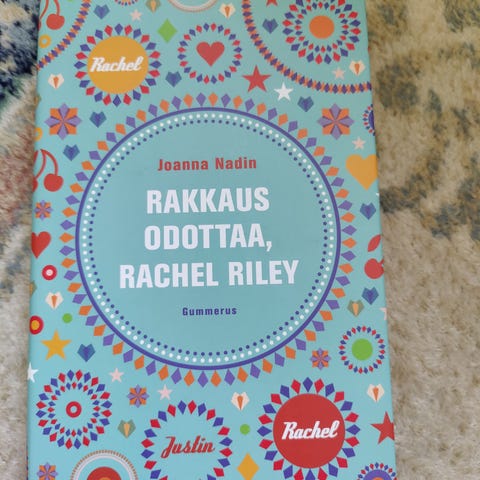 Rachel
Joanna Nadin
RAKKAUS
ODOTTAA,
RACHEL RILEY
Gummerus
Justin
Rachel